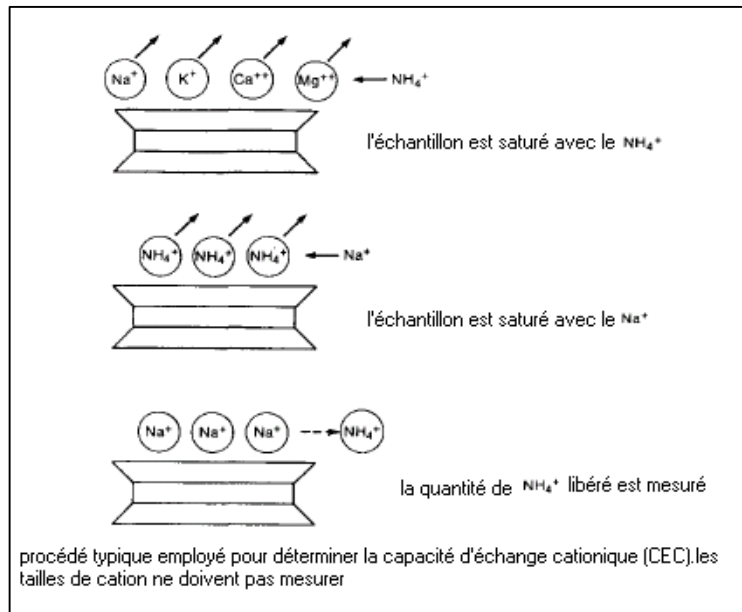 Na⁺ K⁺ Ca⁺⁺ Mg⁺⁺ NH₄⁺
l'échantillon est saturé avec le NH₄⁺
NH₄⁺ NH₄⁺ NH₄⁺ Na⁺
l'échantillon est saturé avec le Na⁺
Na⁺ Na⁺ Na⁺ NH₄⁺
la quantité de NH₄⁺ libéré est mesuré
procédé typique employé pour déterminer la capacité d'échange cationique (CEC).les
tailles de cation ne doivent pas mesurer